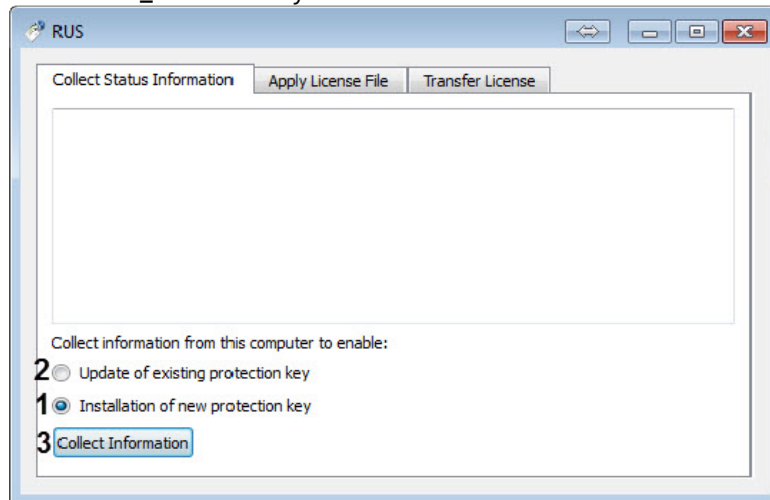 RUS
Collect Status Information Apply License File Transfer License
Collect information from this computer to enable:
2 Update of existing protection key
1 Installation of new protection key
3 Collect Information